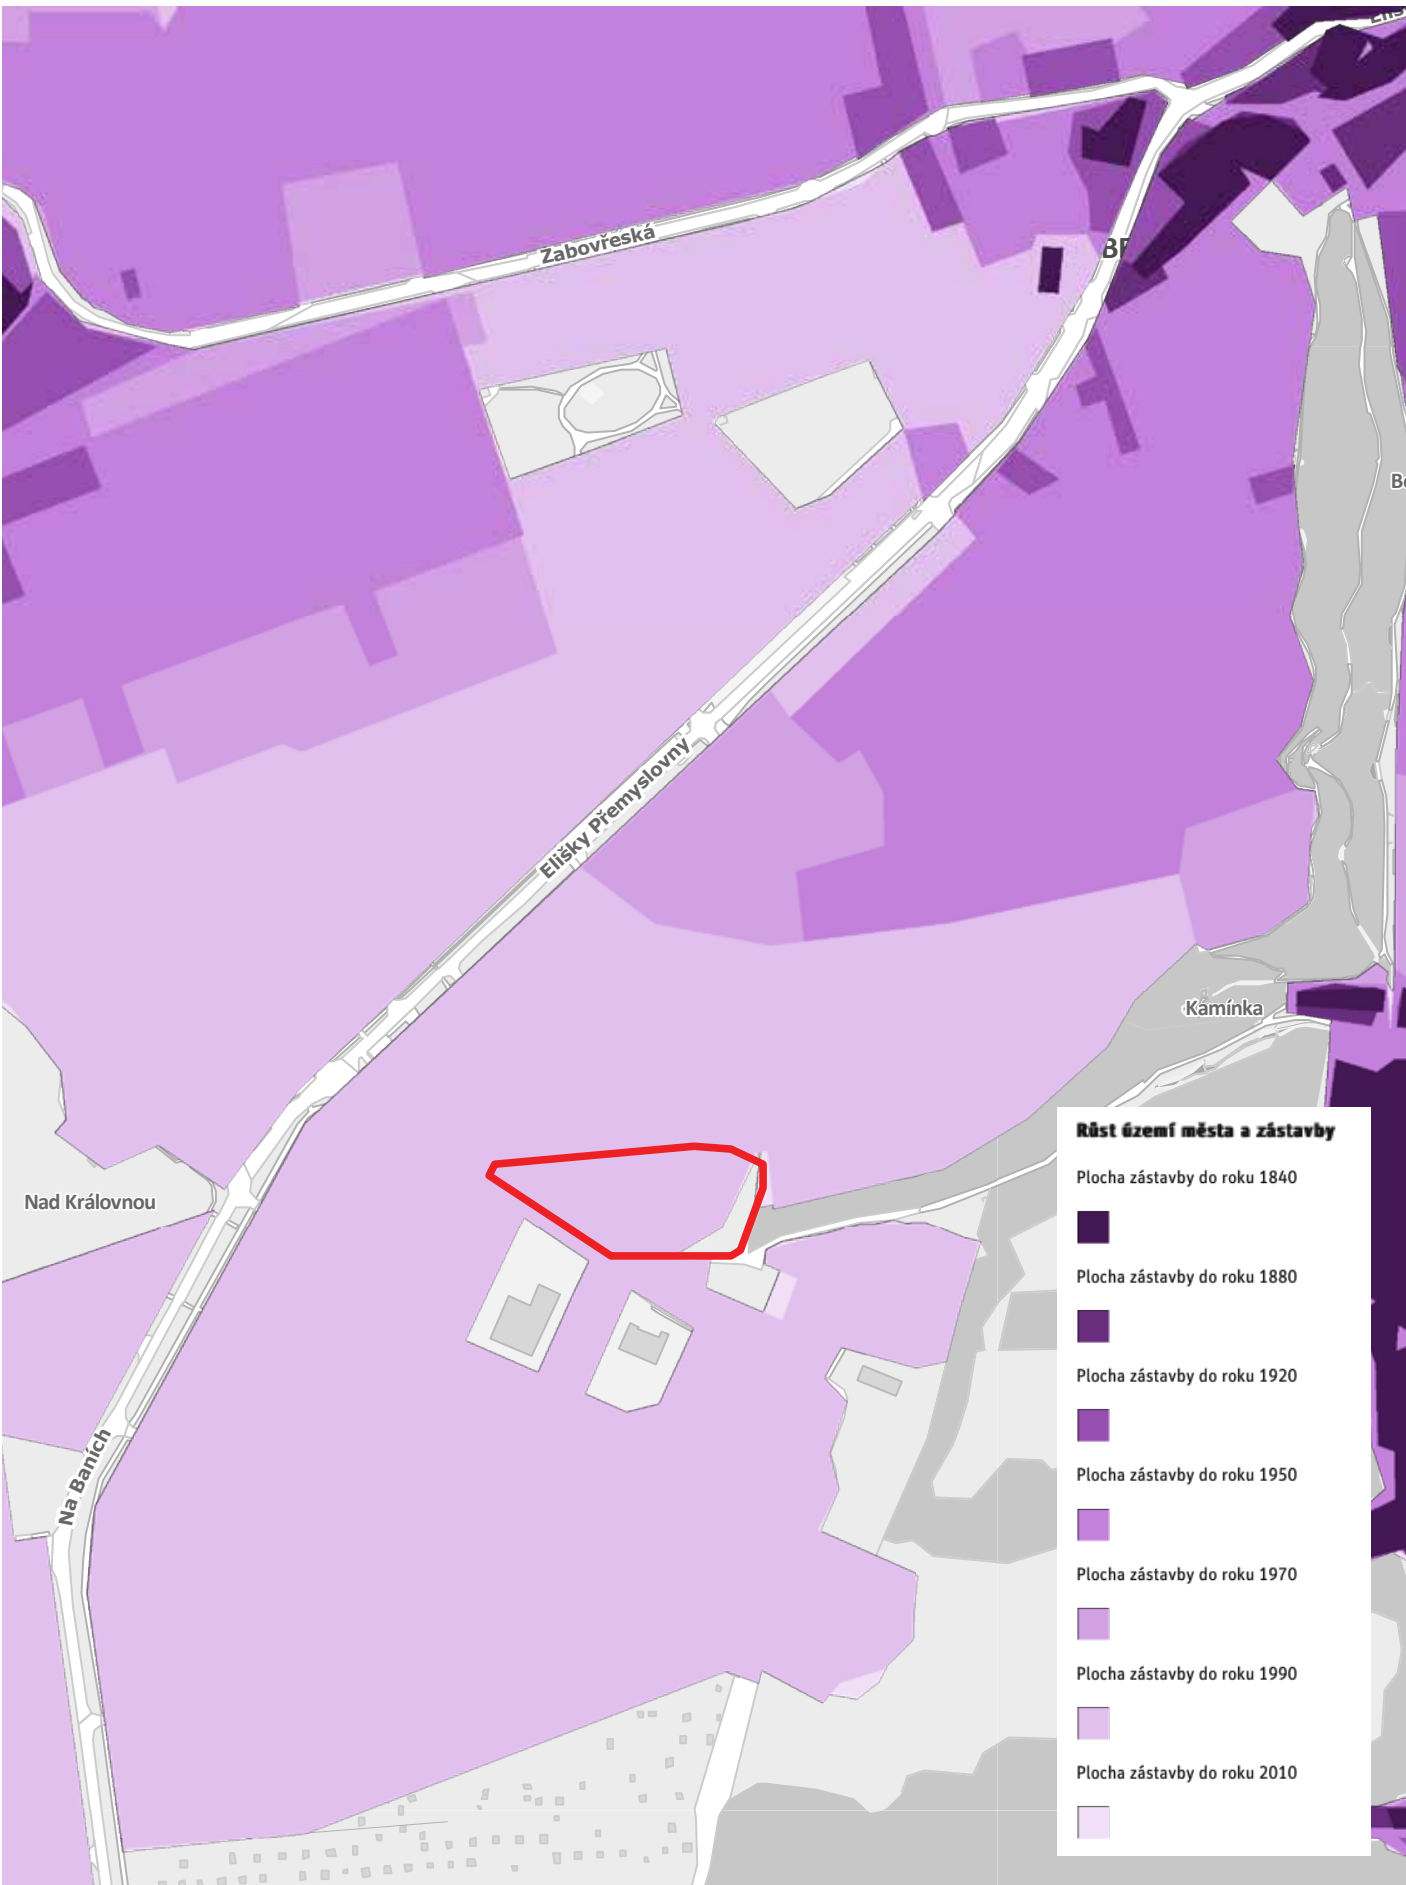 Zabovřeská
Elišky Přemyslovny
Kamínka
Nad Královnou
Na Baních
Růst území města a zástavby
Plocha zástavby do roku 1840
Plocha zástavby do roku 1880
Plocha zástavby do roku 1920
Plocha zástavby do roku 1950
Plocha zástavby do roku 1970
Plocha zástavby do roku 1990
Plocha zástavby do roku 2010